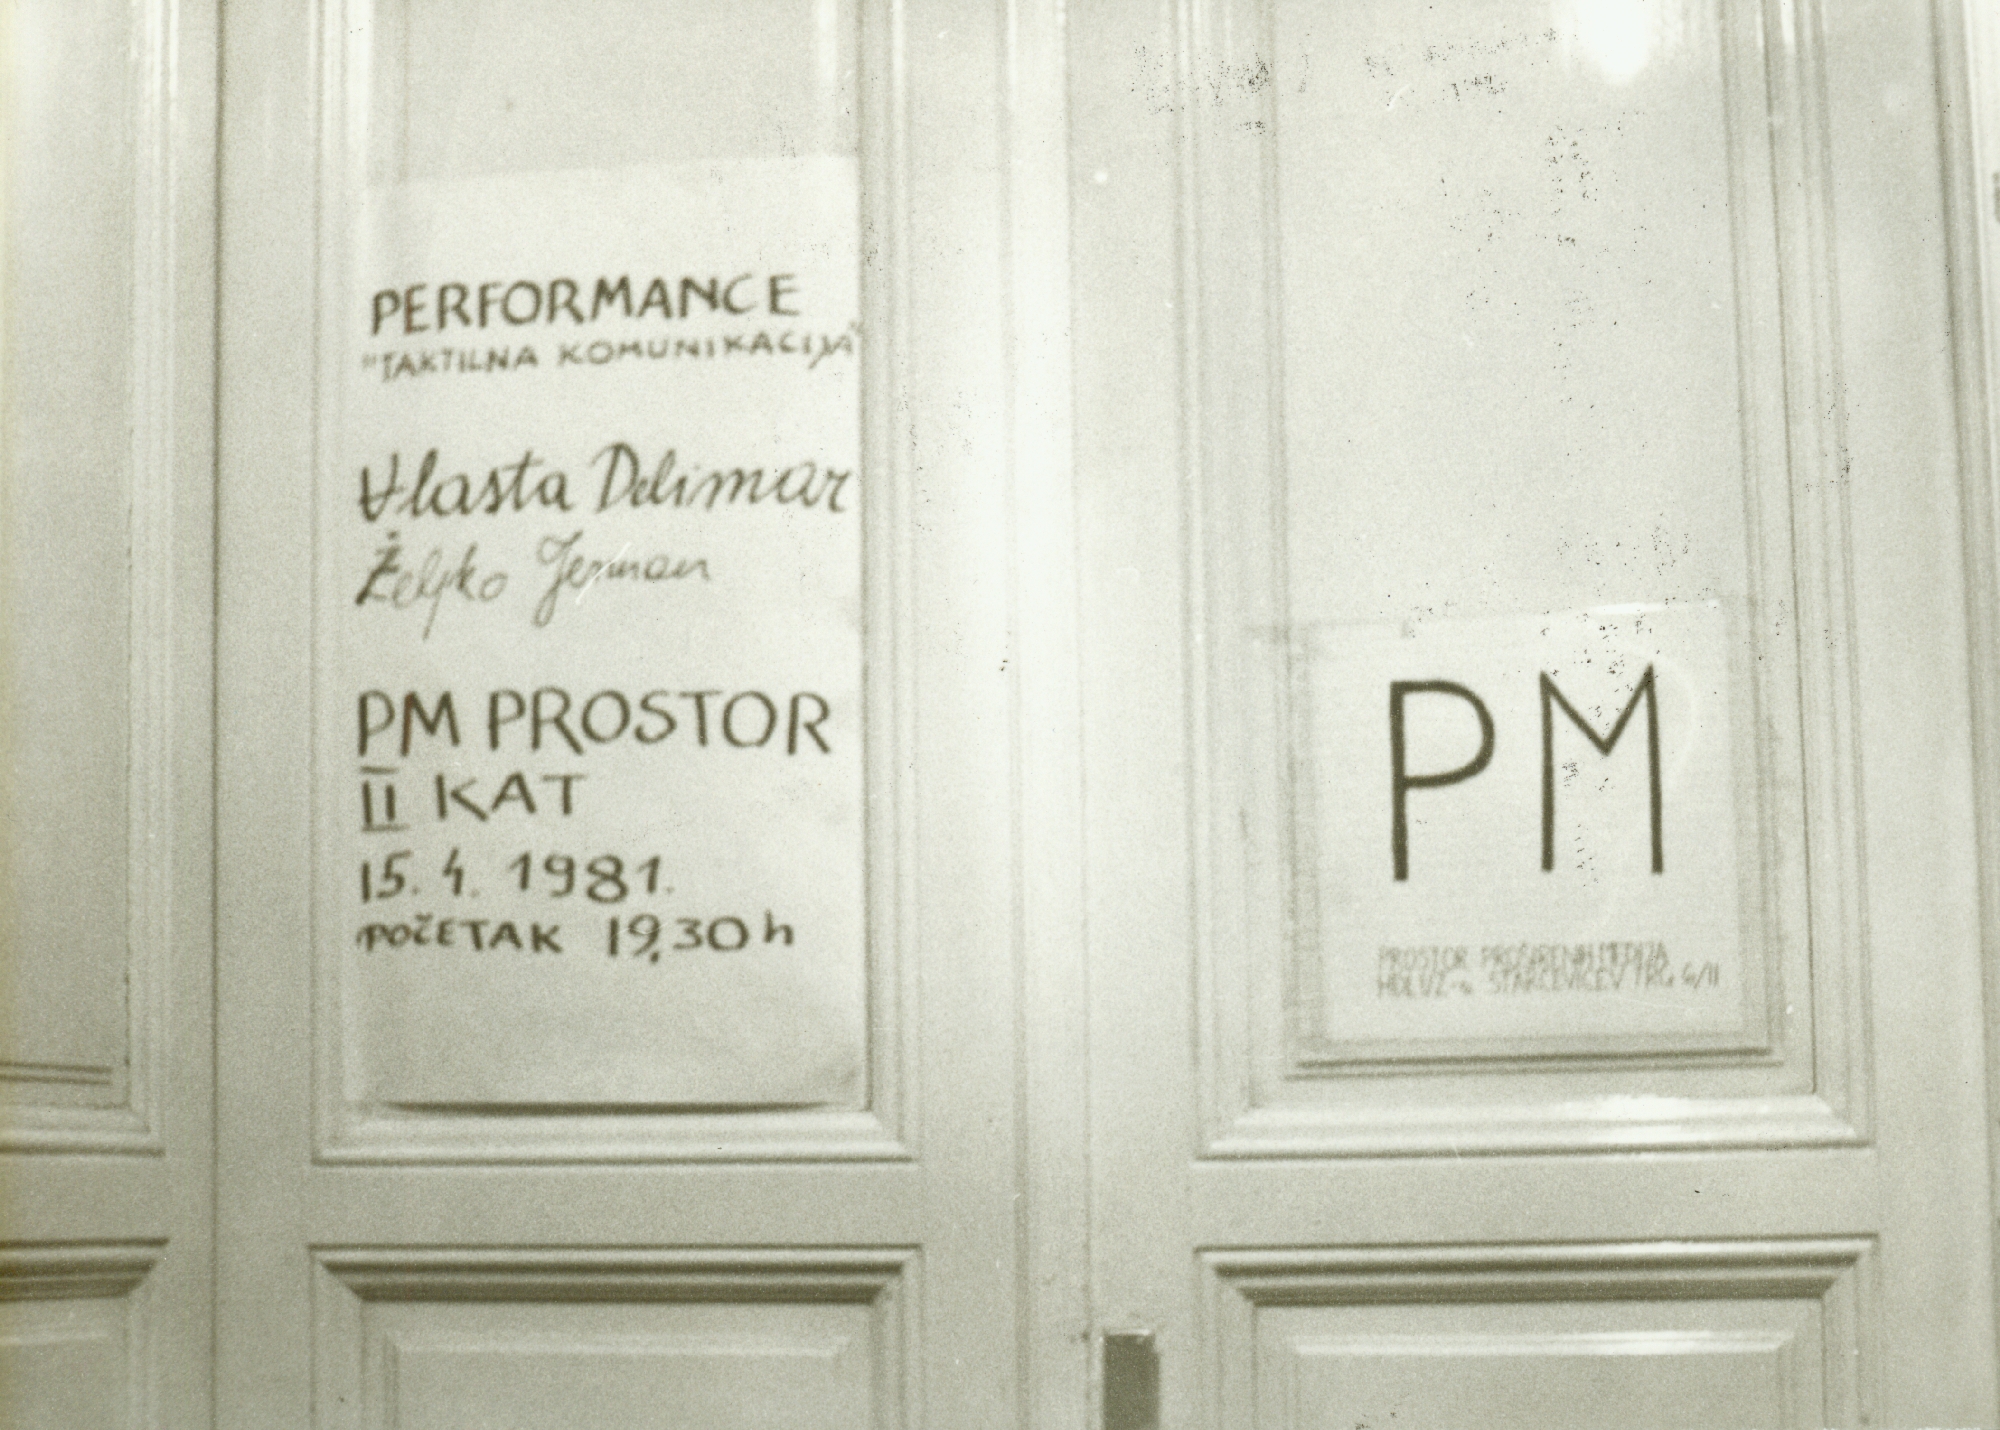 PERFORMANCE
"TAKTILNA KOMUNIKACIJA"
Vlasta Delimar
Željko Jerman
PM PROSTOR
II KAT
15. 4. 1981.
POČETAK 19,30 h
PM
PROSTOR PROŠIRENIH MEDIJA
HDLUZ-a STARČEVIĆEV TRG 6/II